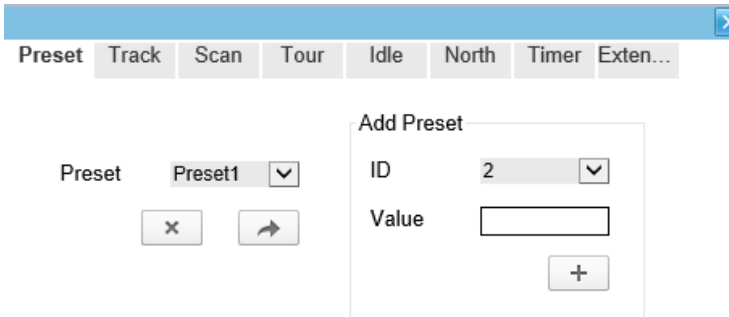 Preset Track Scan Tour Idle North Timer Exten...
Add Preset
Preset Preset1 ID 2
Value